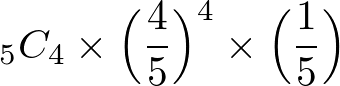 ₅C₄ × (4/5)⁴ × (1/5)